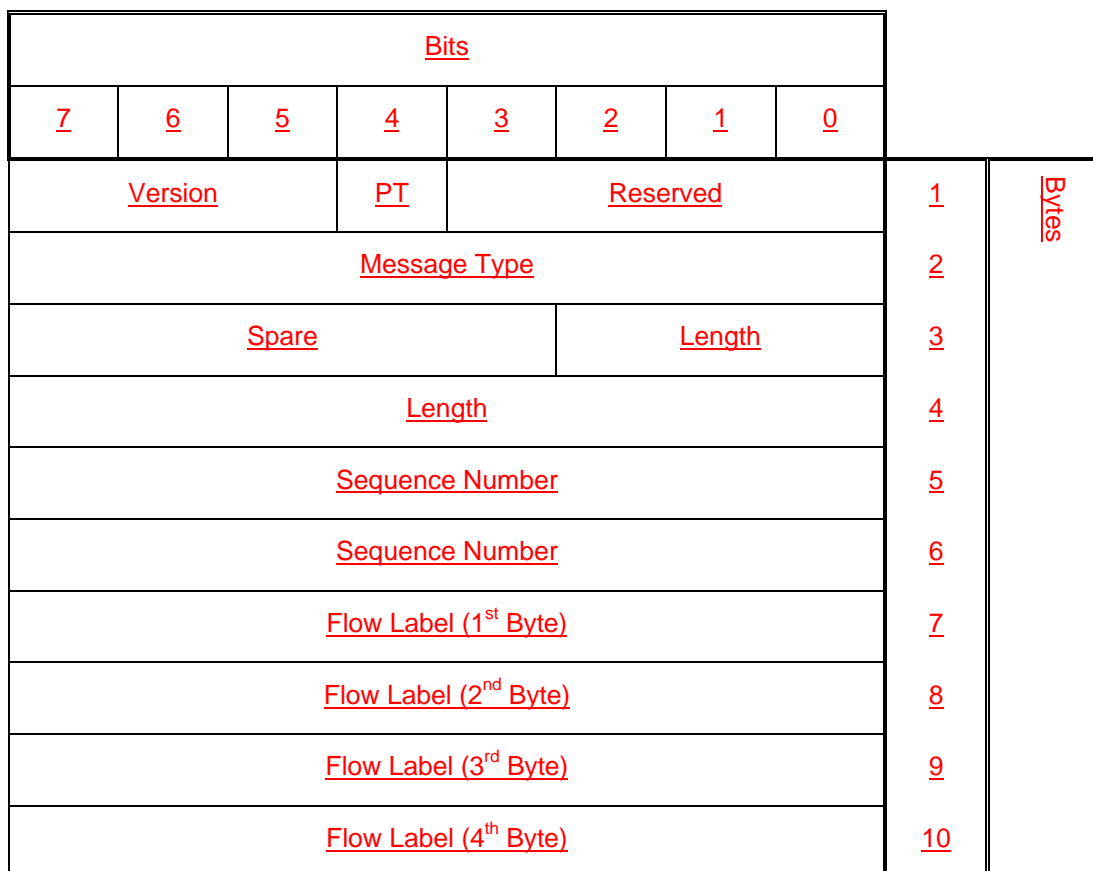 Bits
7 6 5 4 3 2 1 0
Version PT Reserved 1 Bytes
Message Type 2
Spare Length 3
Length 4
Sequence Number 5
Sequence Number 6
Flow Label (1st Byte) 7
Flow Label (2nd Byte) 8
Flow Label (3rd Byte) 9
Flow Label (4th Byte) 10